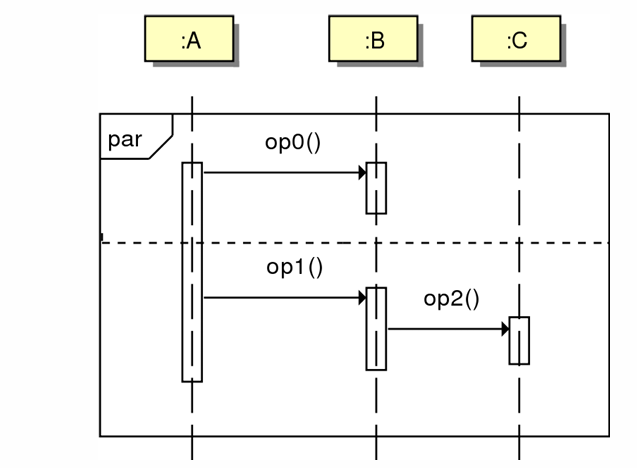 :A
:B
:C
par
op0()
op1()
op2()